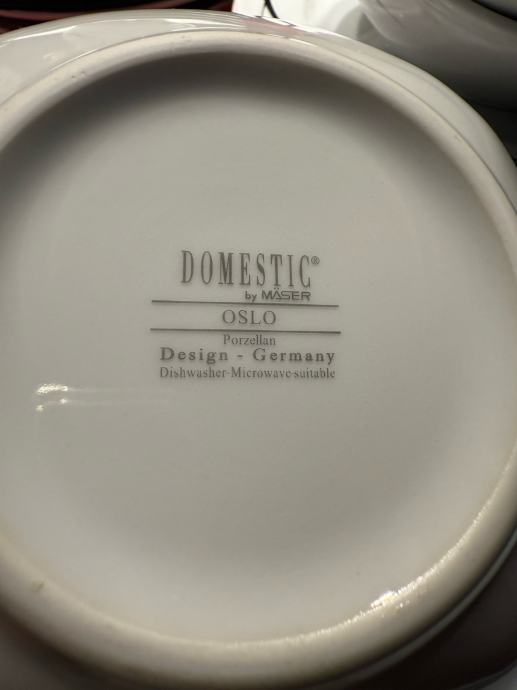 DOMESTIC®
by MÄSER
OSLO
Porzellan
Design - Germany
Dishwasher-Microwave-suitable